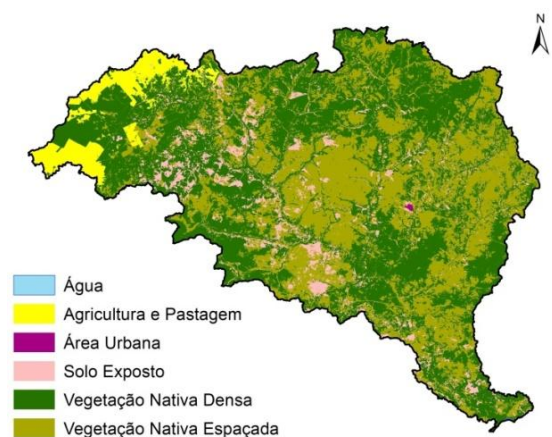 N
Água
Agricultura e Pastagem
Área Urbana
Solo Exposto
Vegetação Nativa Densa
Vegetação Nativa Espaçada